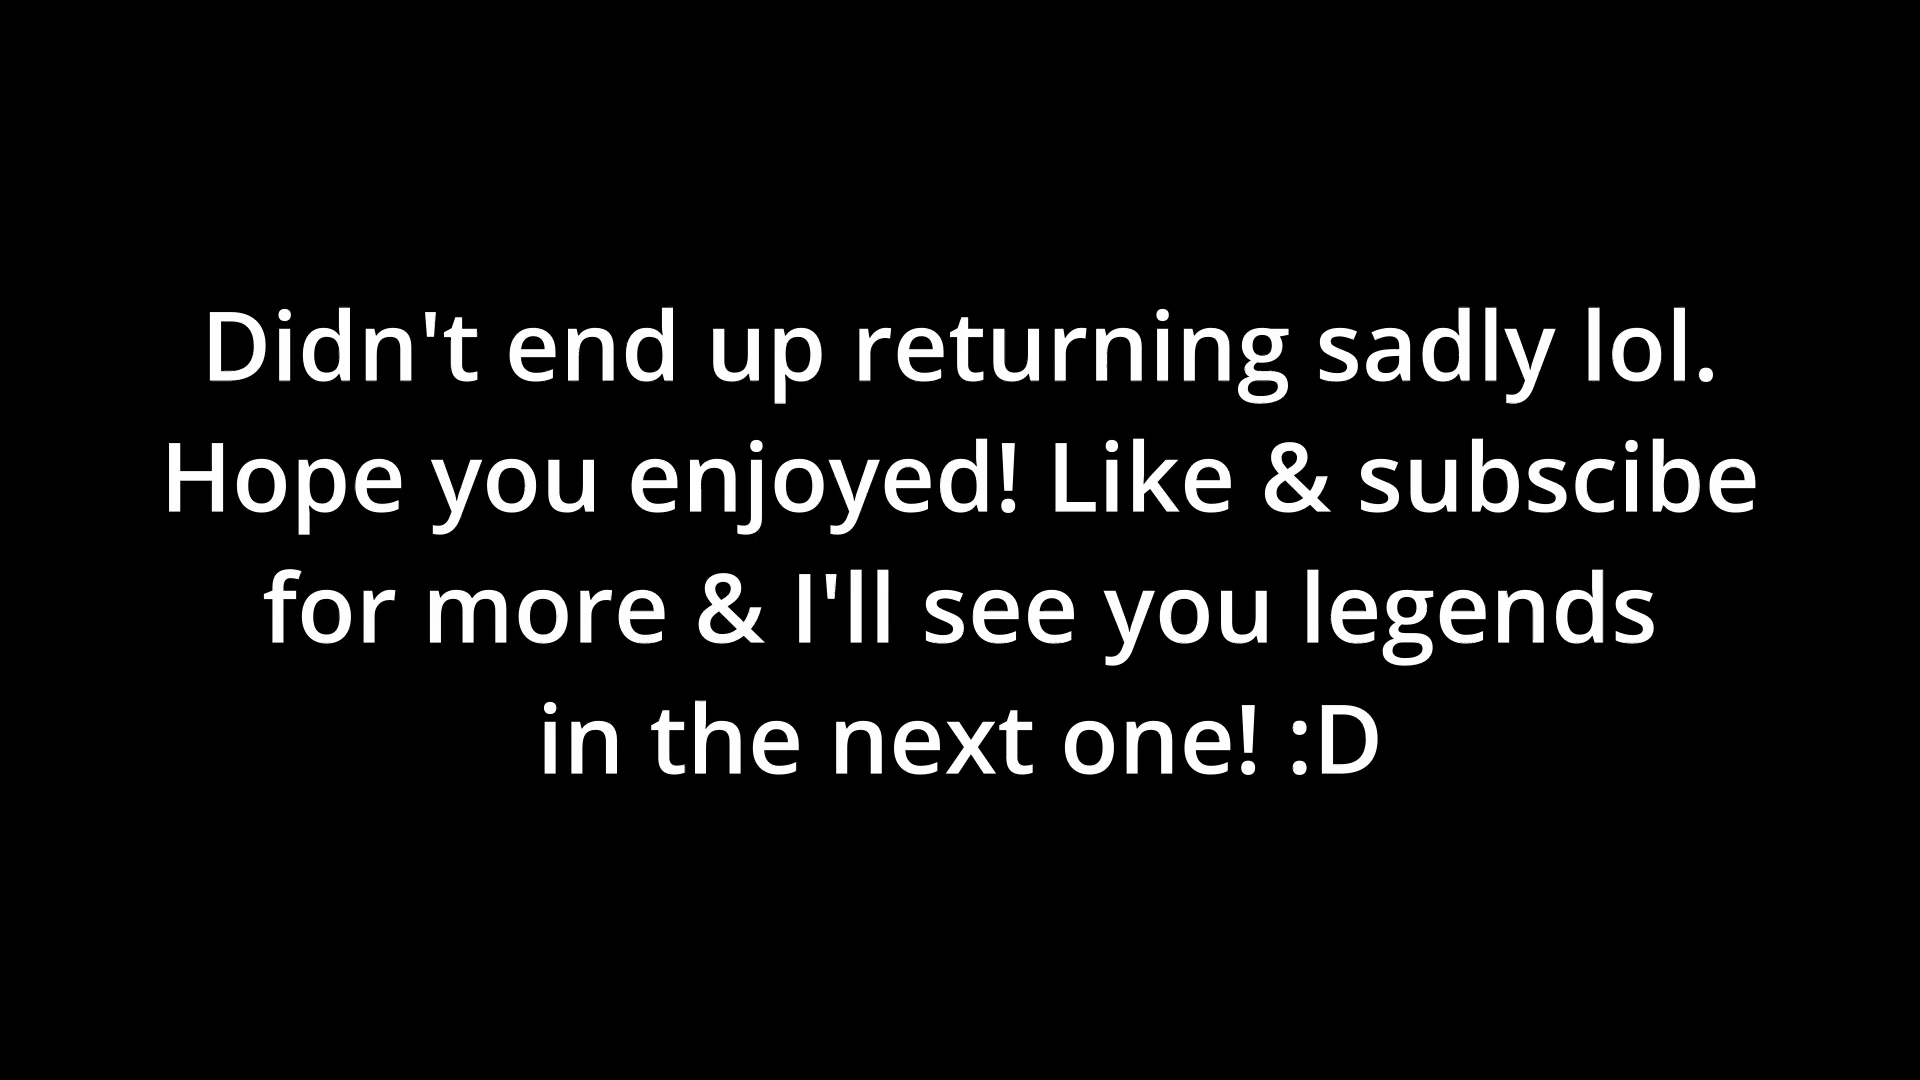 Didn't end up returning sadly lol.
Hope you enjoyed! Like & subscibe
for more & I'll see you legends
in the next one! :D